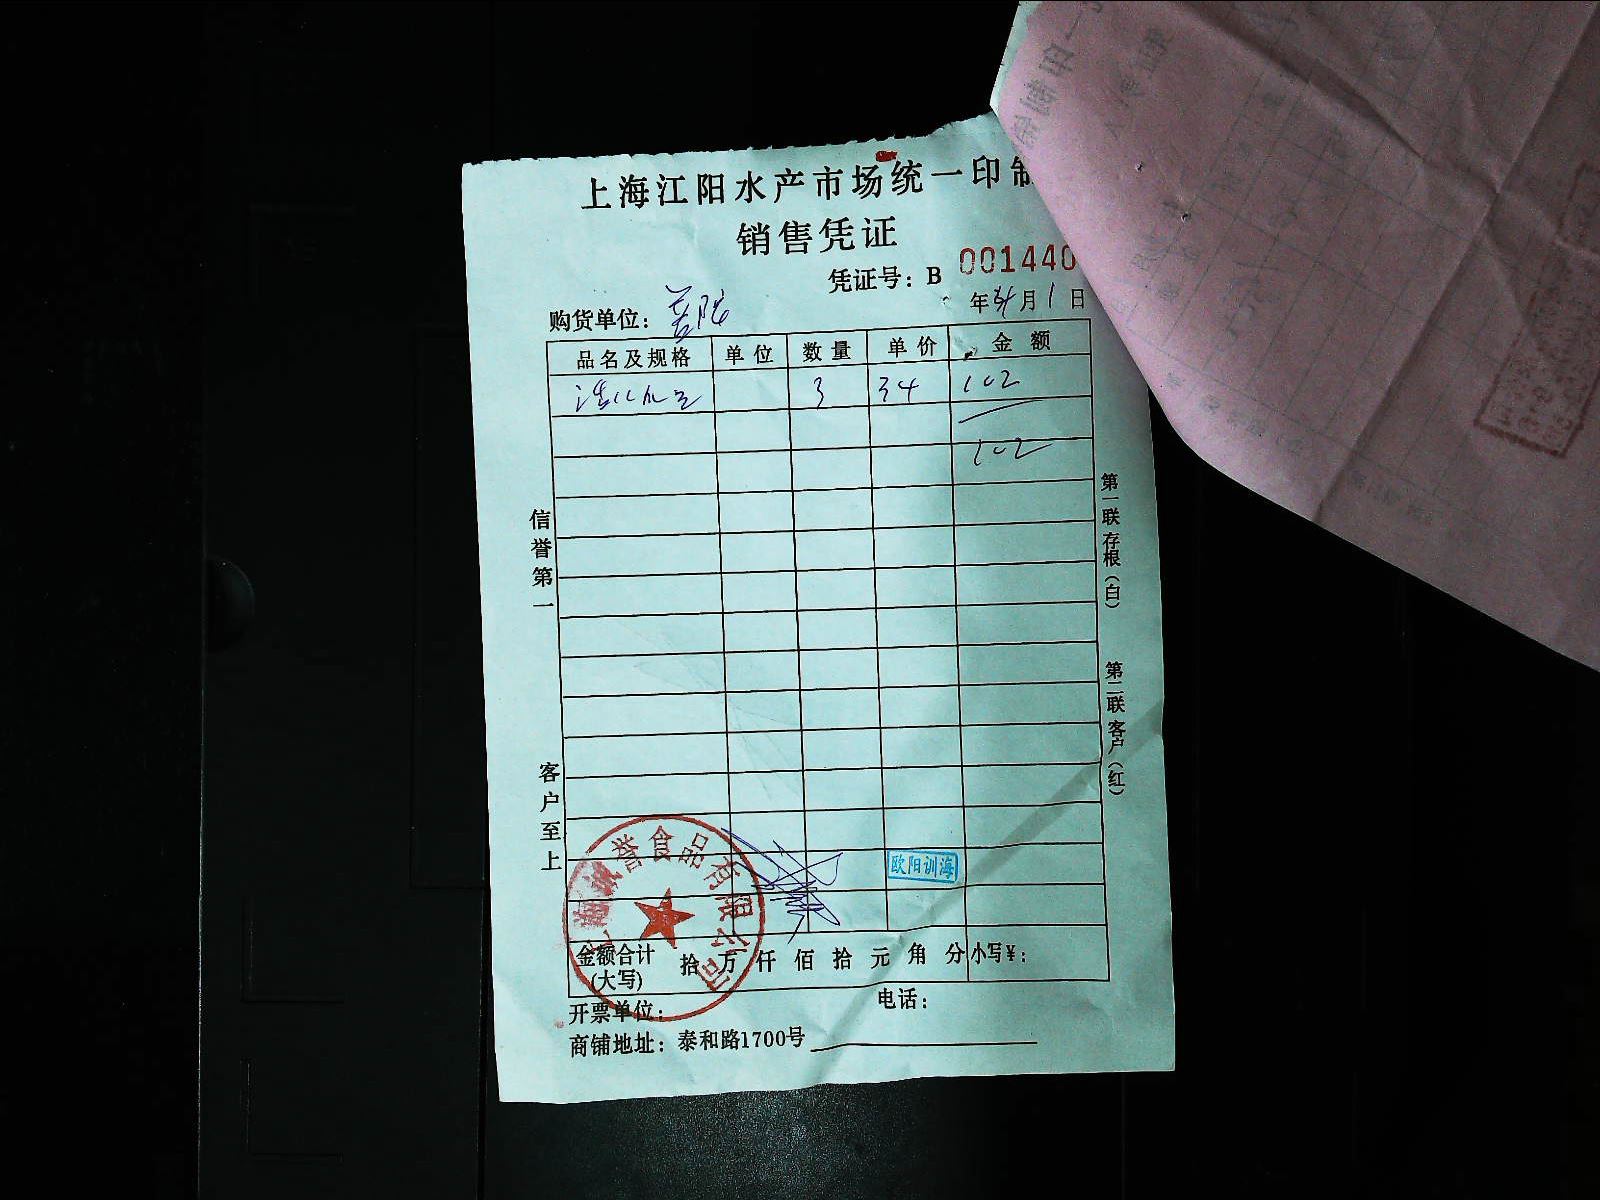 上海江阳水产市场统一印制
销售凭证
凭证号：B 001440
年 月 1 日
购货单位：
品名及规格 单位 数量 单价 金额
3 34 102
102
信誉第一
客户至上
第一联存根（白）
第二联客户（红）
上海诚誉食品有限公司
欧阳训海
金额合计（大写） 拾 万 仟 佰 拾 元 角 分 小写¥：
开票单位： 电话：
商铺地址：泰和路1700号